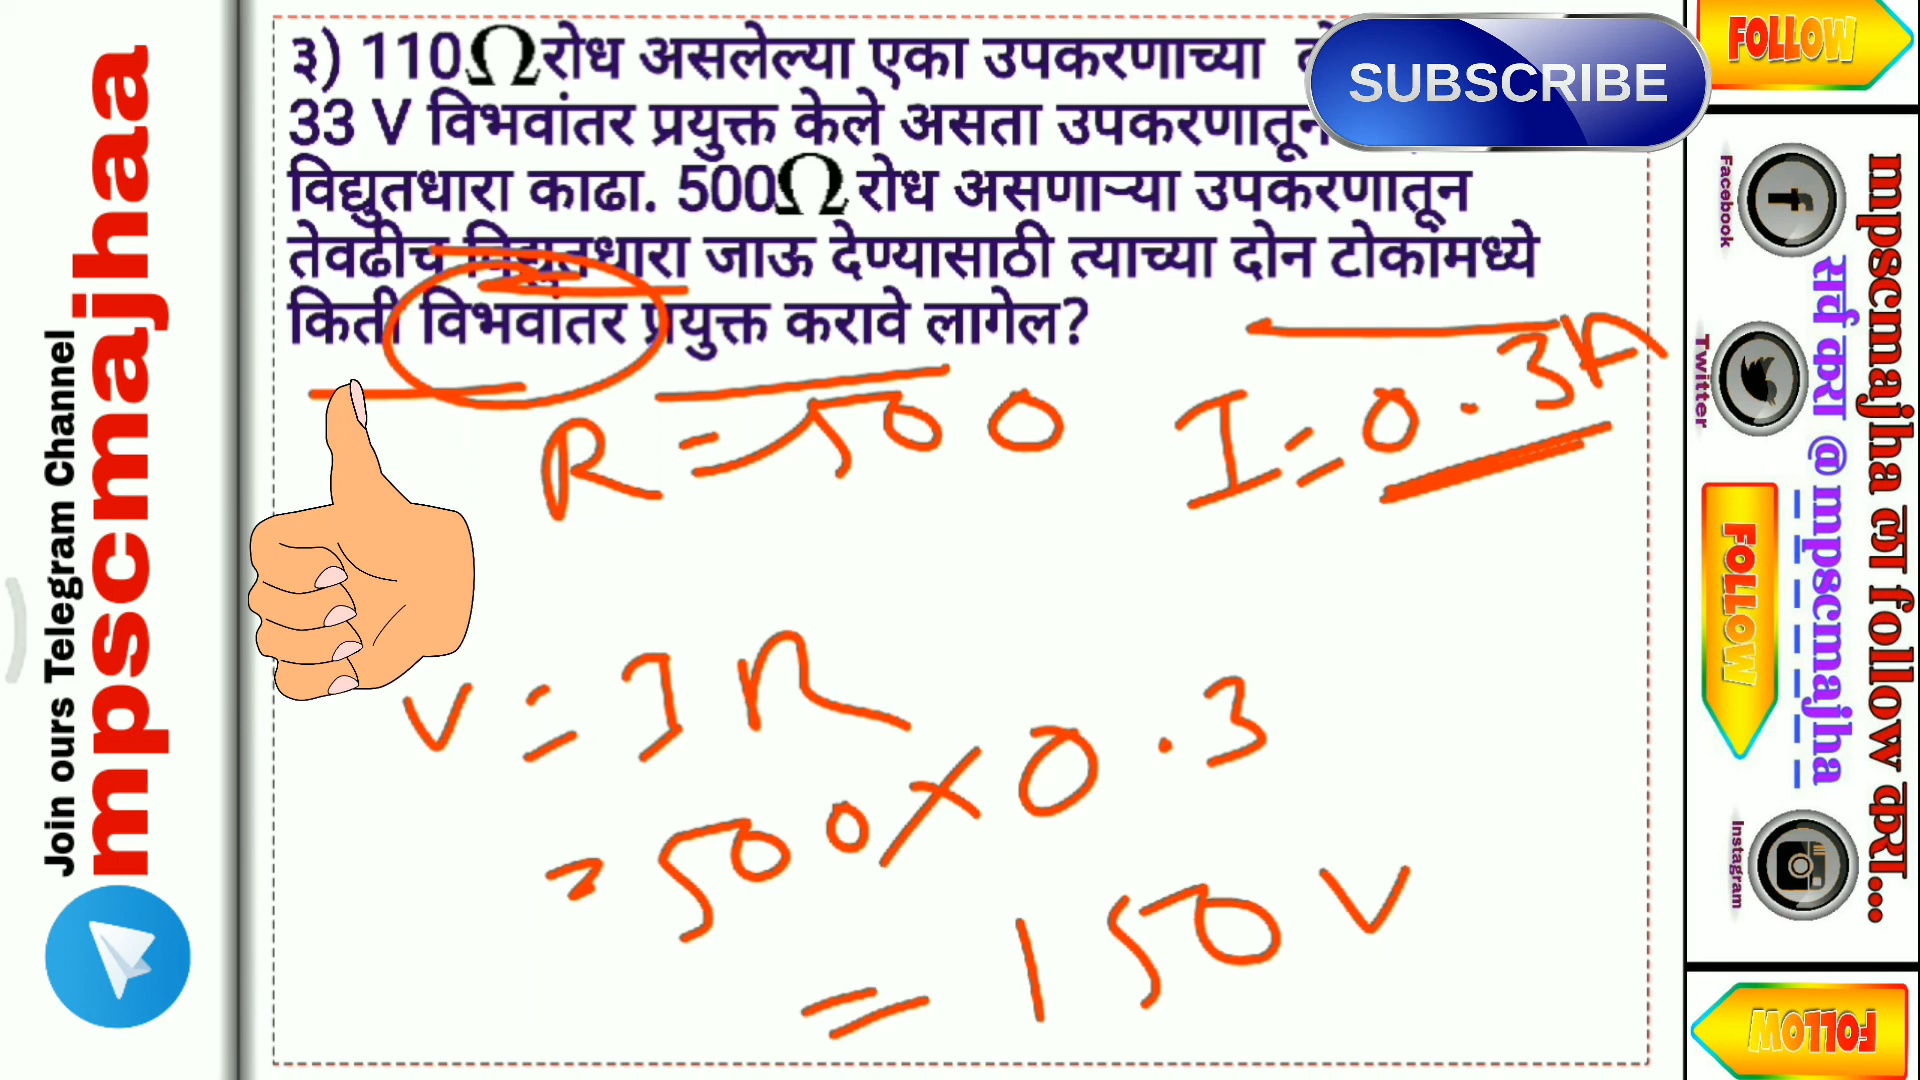 ३) 110Ω रोध असलेल्या एका उपकरणाच्या
33 V विभवांतर प्रयुक्त केले असता उपकरणातून
विद्युतधारा काढा. 500Ω रोध असणाऱ्या उपकरणातून
तेवढीच विद्युतधारा जाऊ देण्यासाठी त्याच्या दोन टोकांमध्ये
किती विभवांतर प्रयुक्त करावे लागेल?
R = 500 I = 0.3A
V = IR
= 500 × 0.3
= 150 V
SUBSCRIBE
Join ours Telegram Channel
mpscmajhaa
FOLLOW
Facebook
Twitter
Instagram
FOLLOW
सर्च करा @mpscmajha
mpscmajha ला follow करा...
FOLLOW